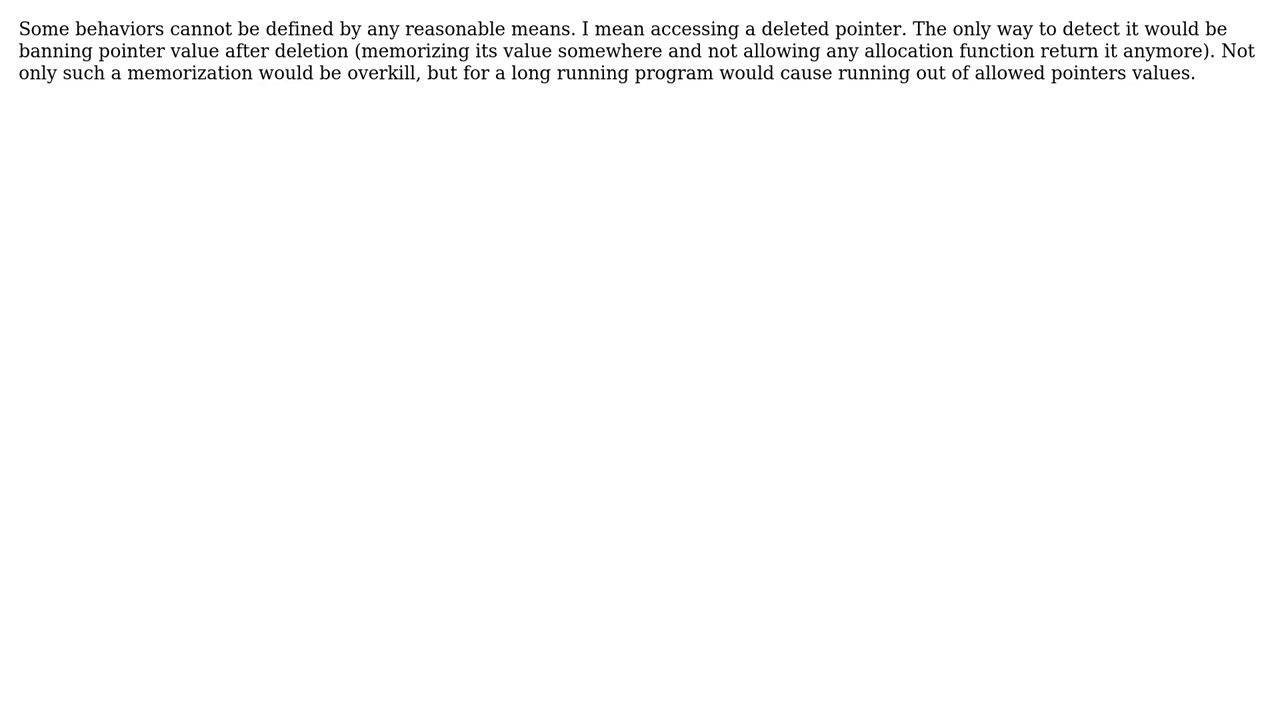 Some behaviors cannot be defined by any reasonable means. I mean accessing a deleted pointer. The only way to detect it would be
banning pointer value after deletion (memorizing its value somewhere and not allowing any allocation function return it anymore). Not
only such a memorization would be overkill, but for a long running program would cause running out of allowed pointers values.